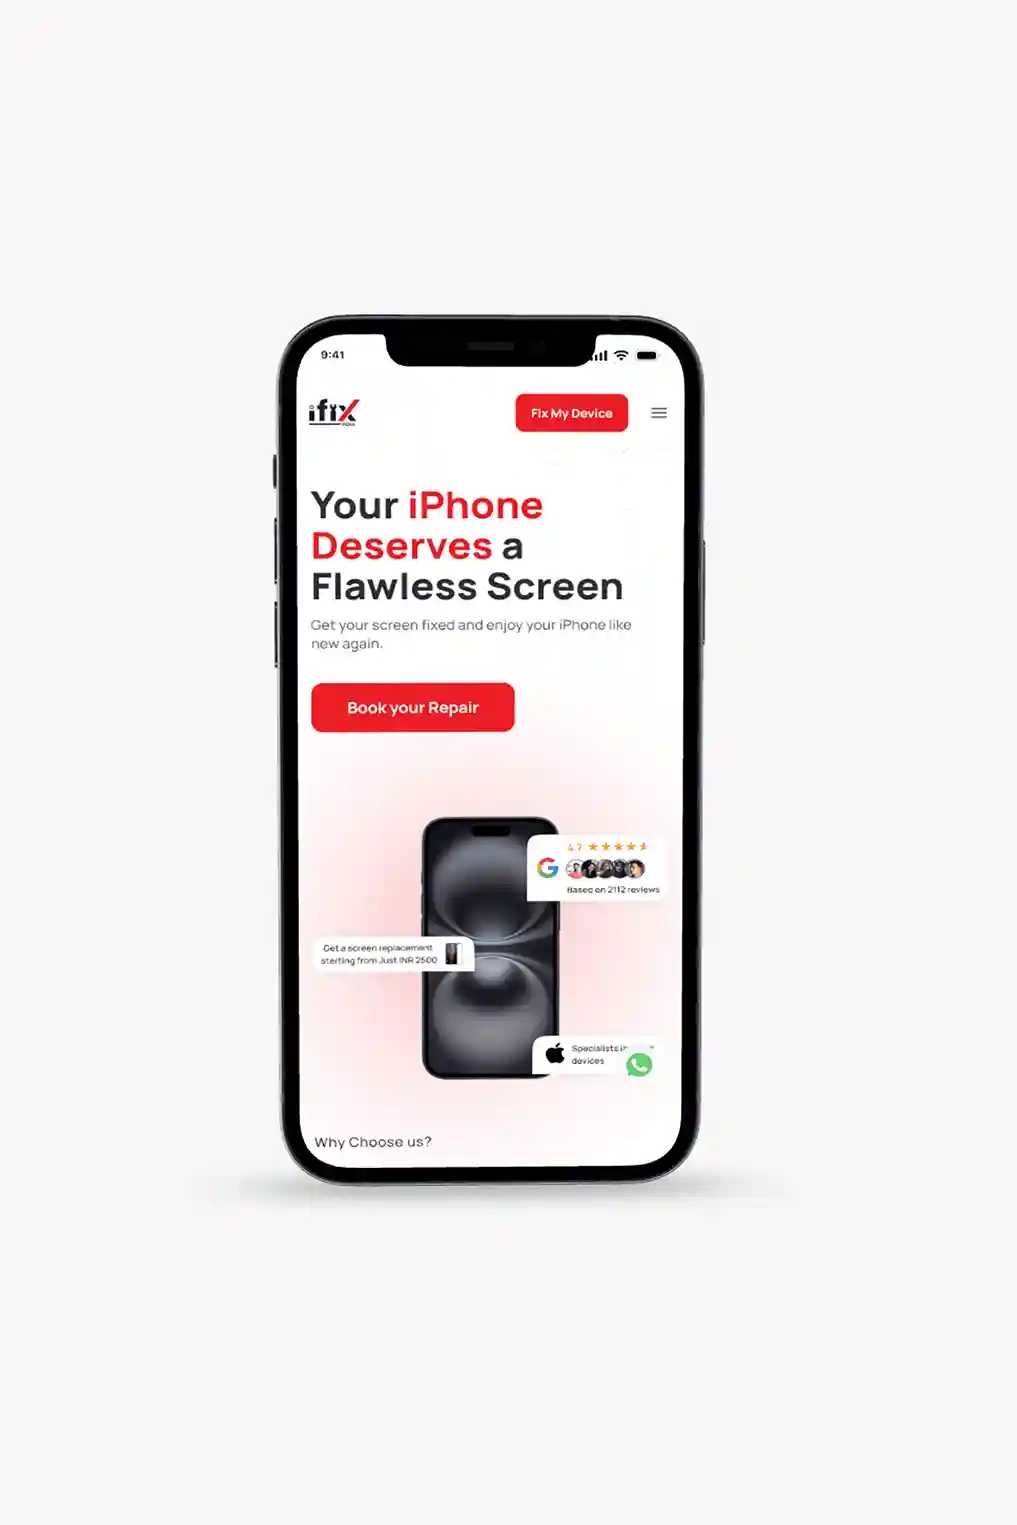 9:41
ifix
INDIA
Fix My Device
Your iPhone
Deserves a
Flawless Screen
Get your screen fixed and enjoy your iPhone like
new again.
Book your Repair
4.7
Based on 2112 reviews
Get a screen replacement
starting from Just INR 2500
Specialists
devices
Why Choose us?